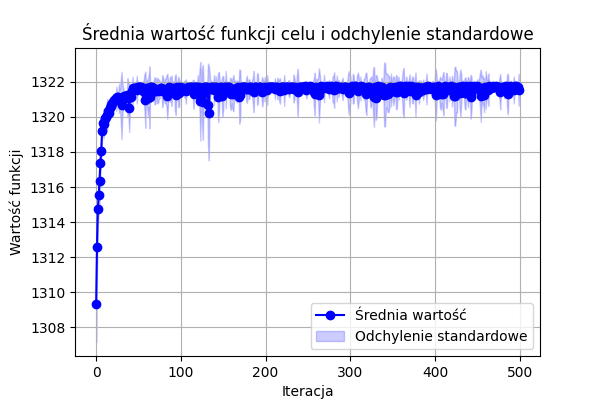 Średnia wartość funkcji celu i odchylenie standardowe
1322
1320
1318
1316
1314
1312
1310
1308
Wartość funkcji
Średnia wartość
Odchylenie standardowe
0 100 200 300 400 500
Iteracja